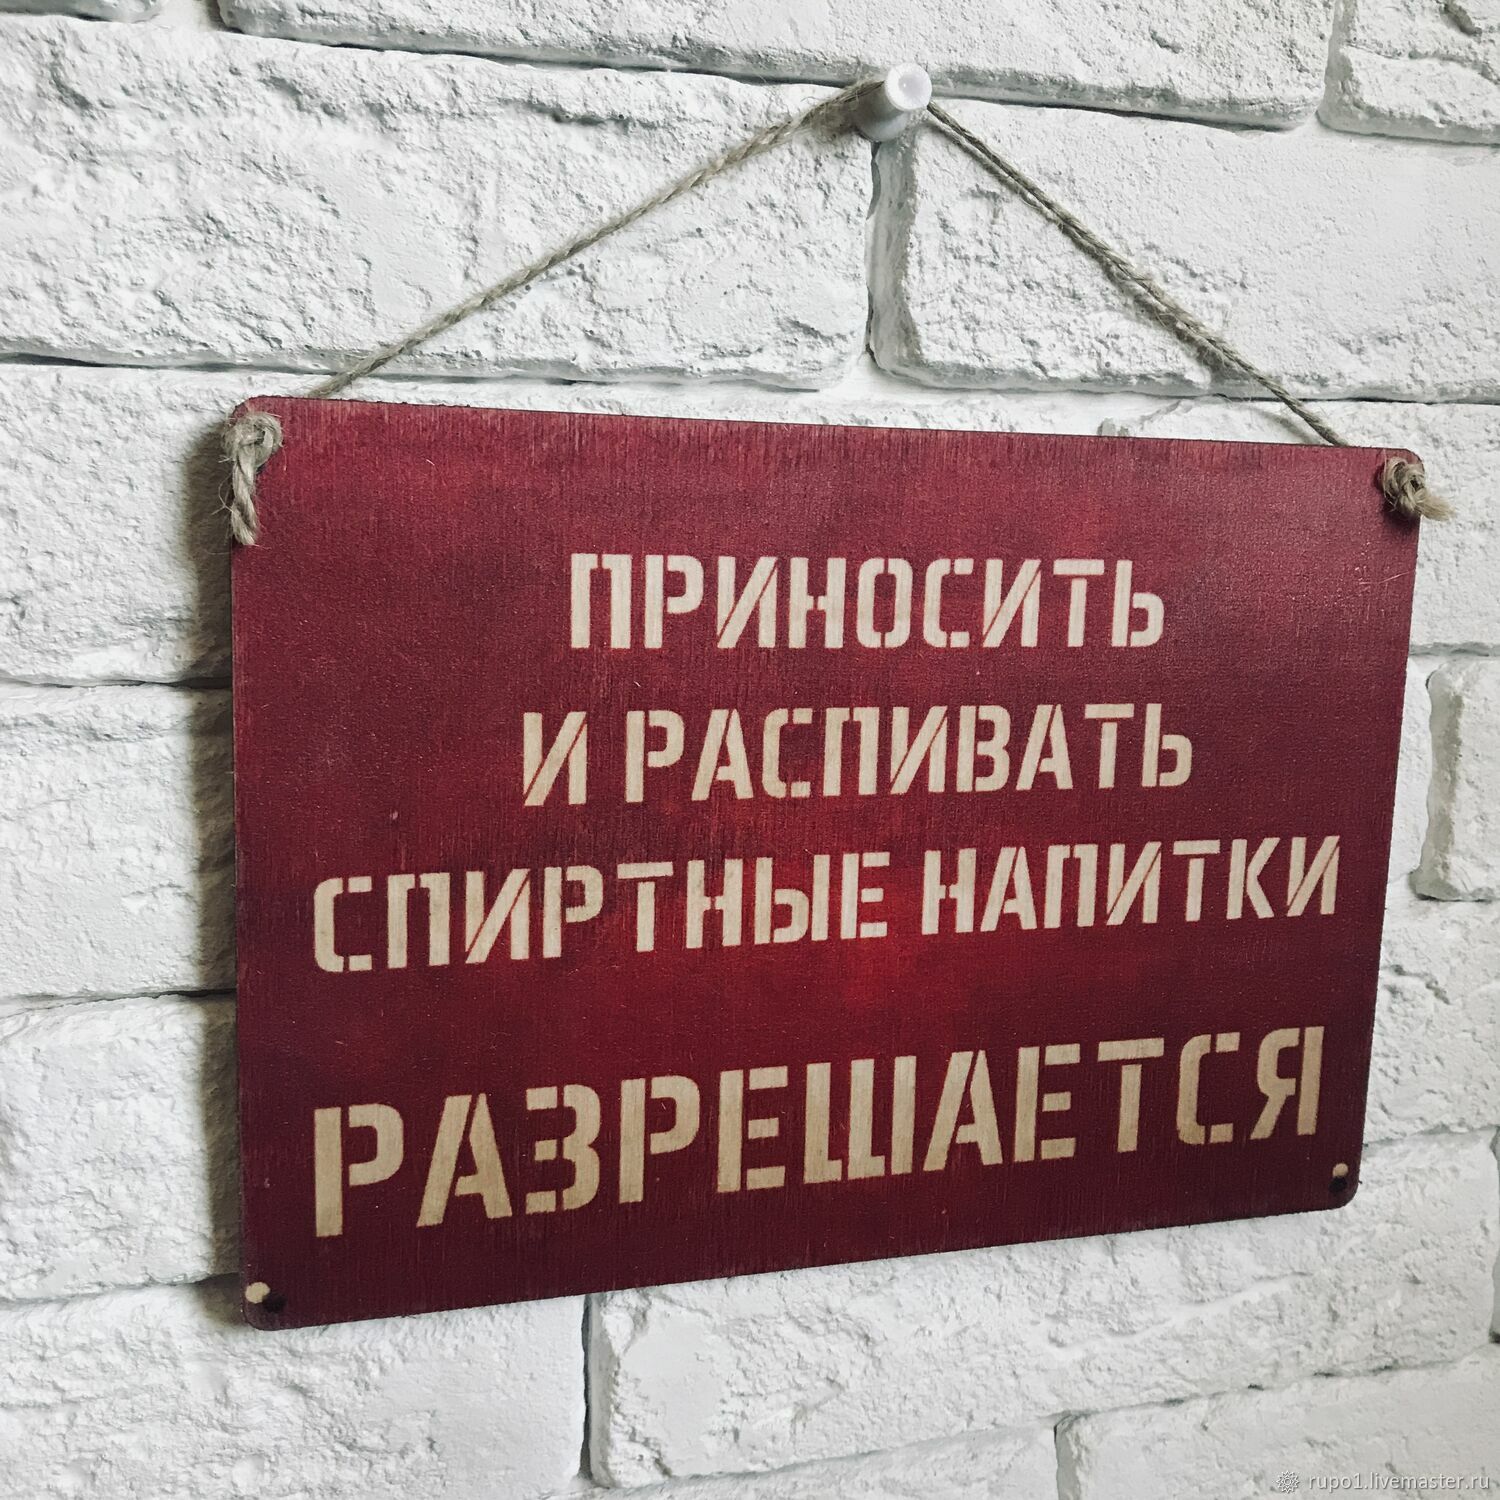 ПРИНОСИТЬ
И РАСПИВАТЬ
СПИРТНЫЕ НАПИТКИ
РАЗРЕШАЕТСЯ
rupo1.livemaster.ru